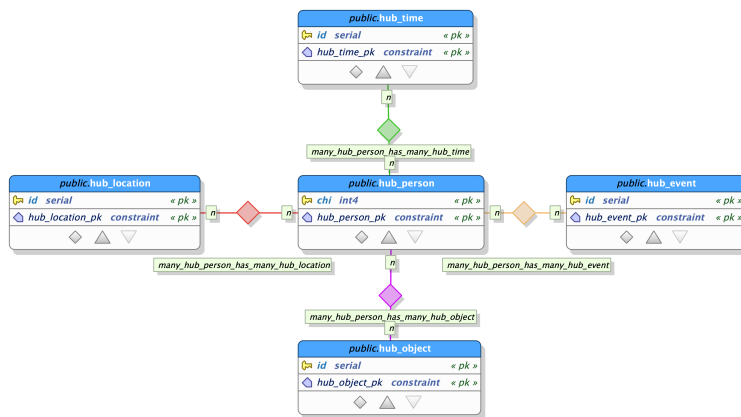 public.hub_time
id serial « pk »
hub_time_pk constraint « pk »
n
many_hub_person_has_many_hub_time
n
public.hub_location
id serial « pk »
hub_location_pk constraint « pk »
n
n
public.hub_person
chi int4 « pk »
hub_person_pk constraint « pk »
n
n
public.hub_event
id serial « pk »
hub_event_pk constraint « pk »
many_hub_person_has_many_hub_location
n
many_hub_person_has_many_hub_event
many_hub_person_has_many_hub_object
n
public.hub_object
id serial « pk »
hub_object_pk constraint « pk »